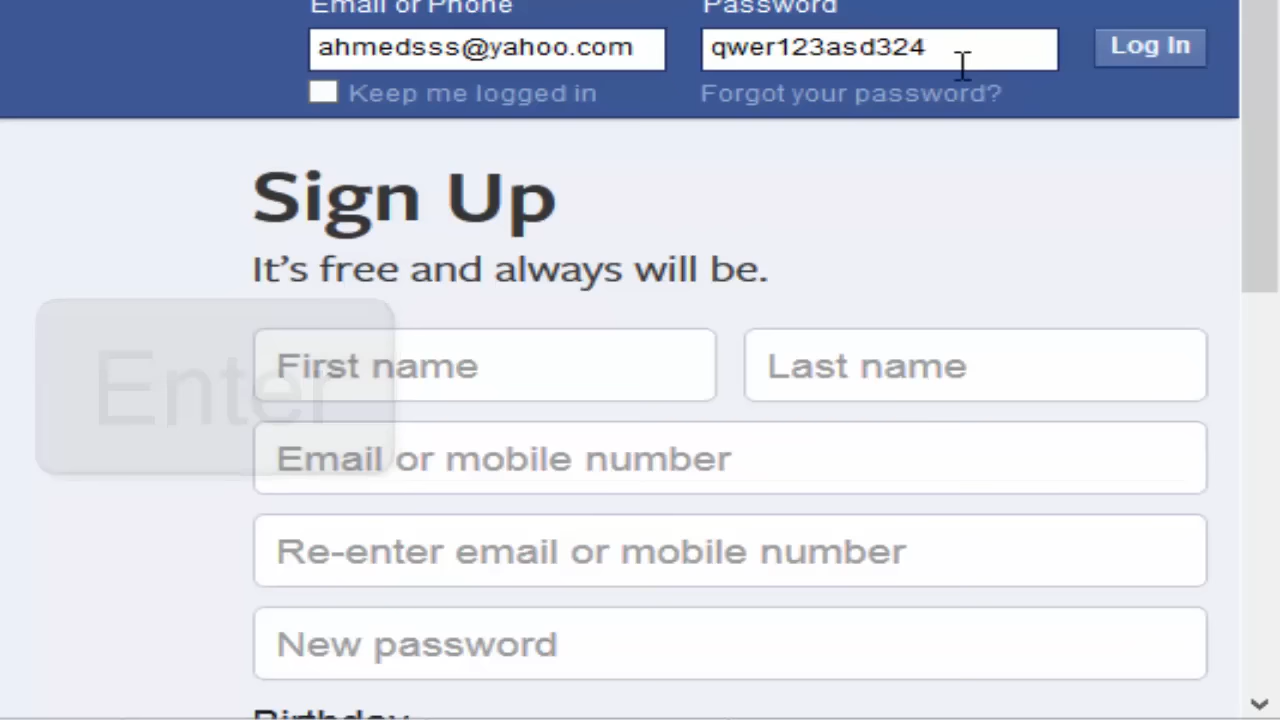 Email or Phone Password
ahmedsss@yahoo.com qwer123asd324 Log In
Keep me logged in Forgot your password?
Sign Up
It's free and always will be.
First name Last name
Enter
Email or mobile number
Re-enter email or mobile number
New password
Birthday